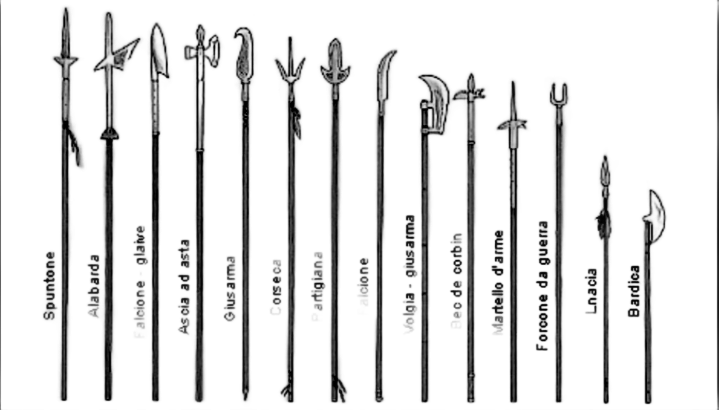 Spuntone
Alabarda
Falcione - glaive
Ascia ad asta
Giusarma
Corseca
Partigiana
Falcione
Volgia - giusarma
Bec de corbin
Martello d'arme
Forcone da guerra
Lnacia
Bardica